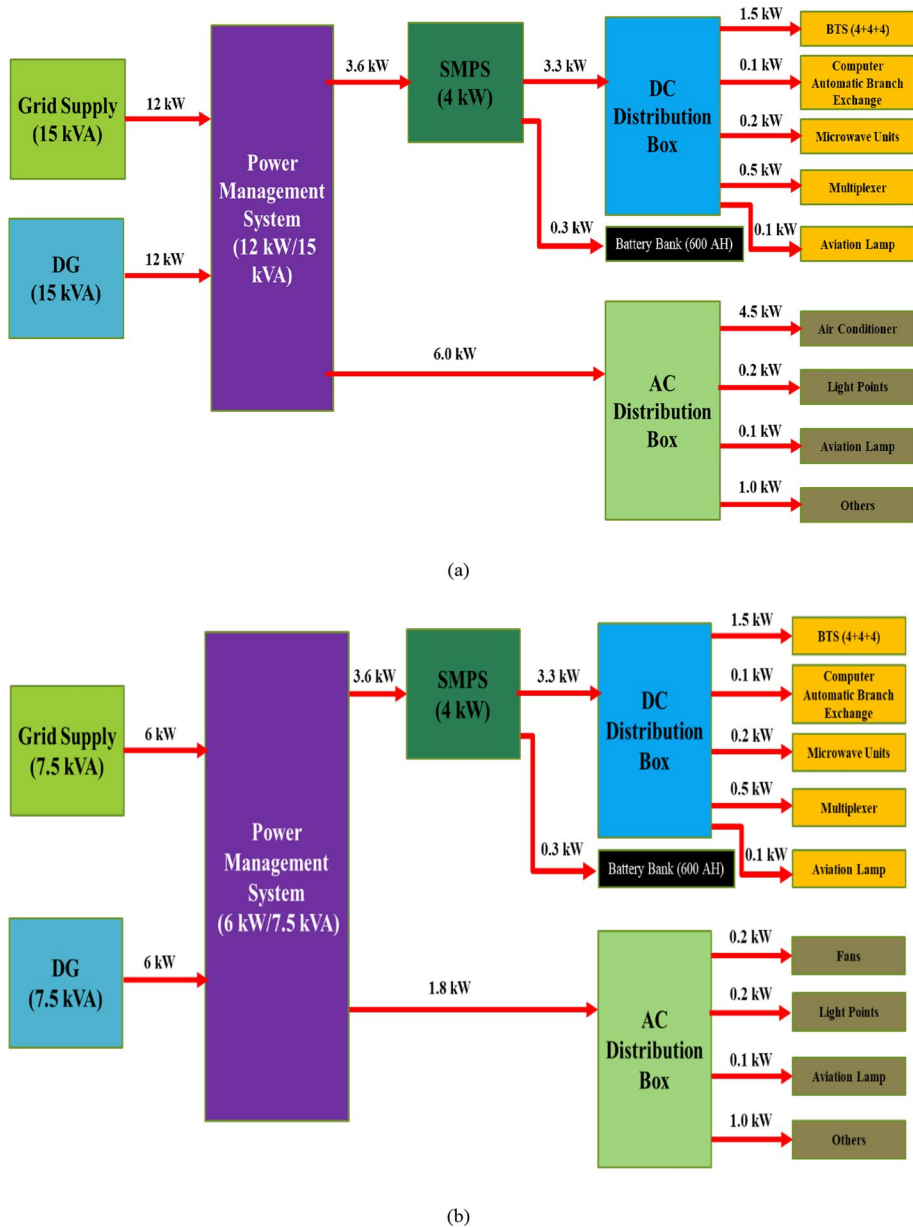 Grid Supply
(15 kVA)
12 kW
DG
(15 kVA)
12 kW
Power
Management
System
(12 kW/15
kVA)
3.6 kW
SMPS
(4 kW)
3.3 kW
0.3 kW
Battery Bank (600 AH)
DC
Distribution
Box
1.5 kW
BTS (4+4+4)
0.1 kW
Computer
Automatic Branch
Exchange
0.2 kW
Microwave Units
0.5 kW
Multiplexer
0.1 kW
Aviation Lamp
6.0 kW
AC
Distribution
Box
4.5 kW
Air Conditioner
0.2 kW
Light Points
0.1 kW
Aviation Lamp
1.0 kW
Others
(a)
Grid Supply
(7.5 kVA)
6 kW
DG
(7.5 kVA)
6 kW
Power
Management
System
(6 kW/7.5 kVA)
3.6 kW
SMPS
(4 kW)
3.3 kW
0.3 kW
Battery Bank (600 AH)
DC
Distribution
Box
1.5 kW
BTS (4+4+4)
0.1 kW
Computer
Automatic Branch
Exchange
0.2 kW
Microwave Units
0.5 kW
Multiplexer
0.1 kW
Aviation Lamp
1.8 kW
AC
Distribution
Box
0.2 kW
Fans
0.2 kW
Light Points
0.1 kW
Aviation Lamp
1.0 kW
Others
(b)